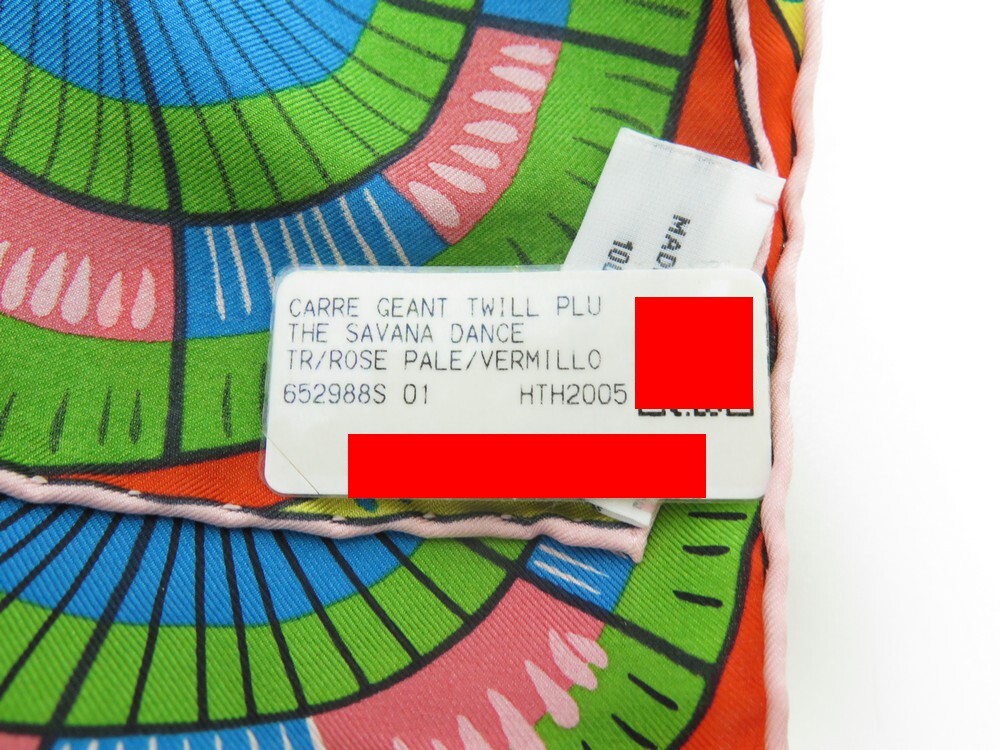 CARRE GEANT TWILL PLU
THE SAVANA DANCE
TR/ROSE PALE/VERMILLO
652988S 01 HTH2005